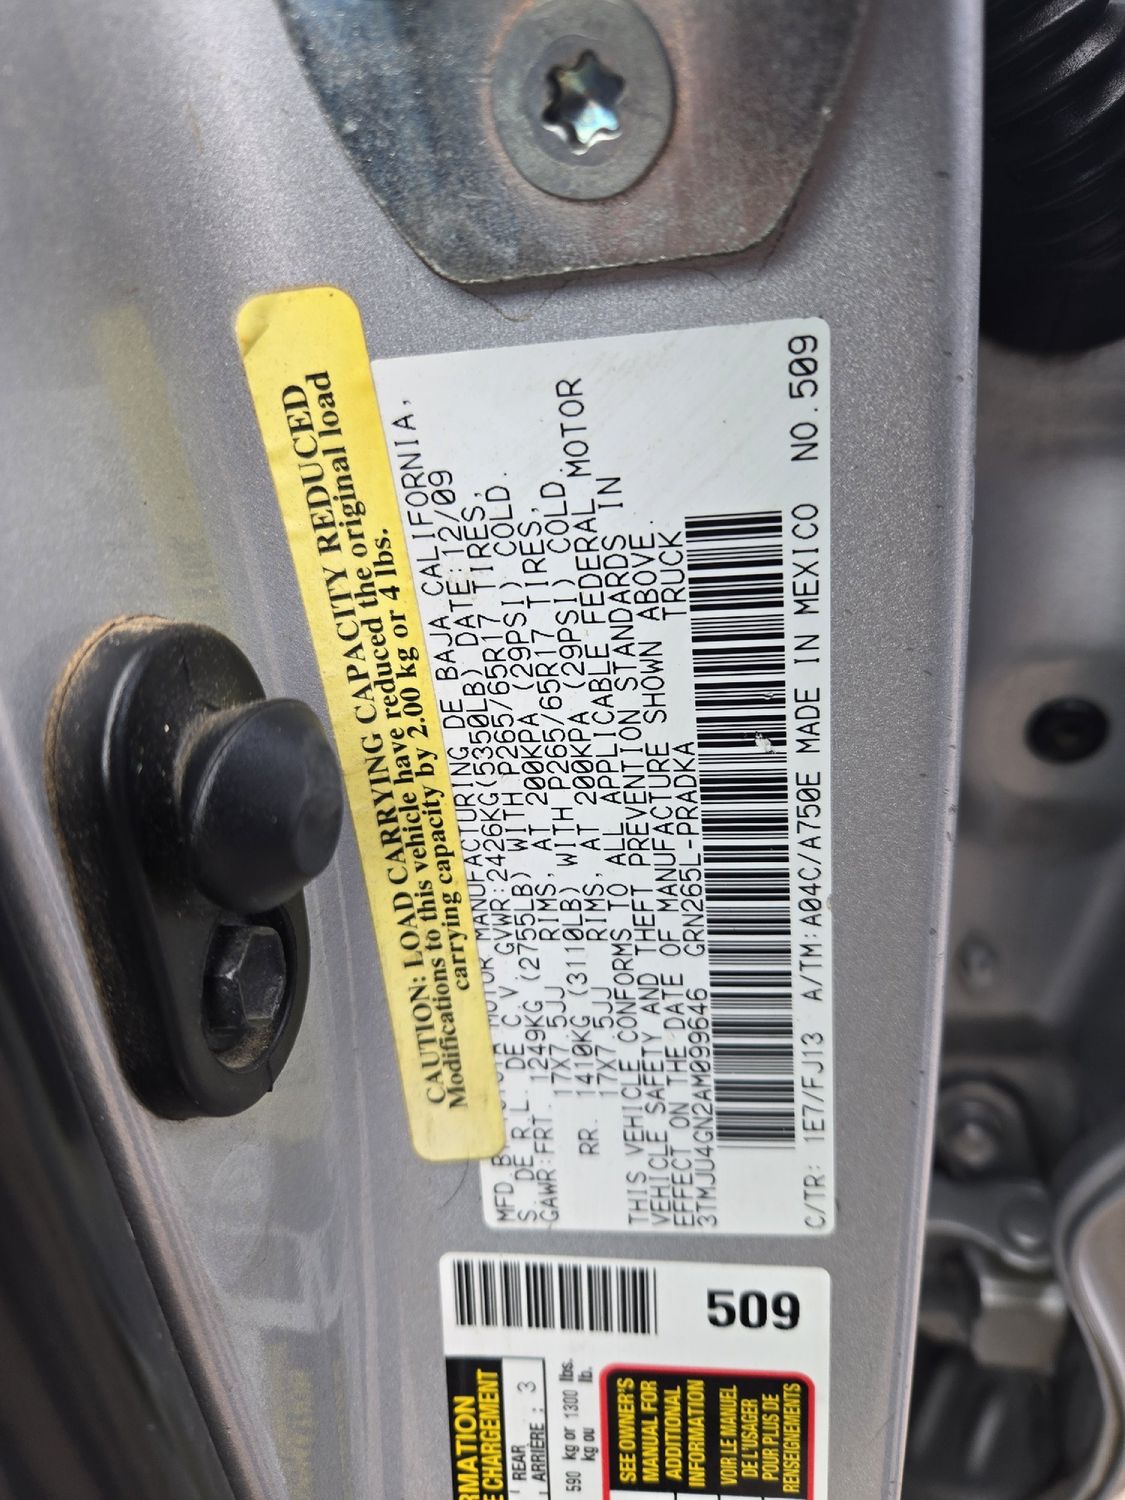 CAUTION: LOAD CARRYING CAPACITY REDUCED
Modifications to this vehicle have reduced the original load
carrying capacity by 2.00 kg or 4 lbs.
MFD. BY MOTOR MANUFACTURING DE BAJA CALIFORNIA,
S. DE R.L. DE C.V. GVWR:2426KG(5350LB) DATE:12/09
GAWR:FRT. 1249KG (2755LB) WITH P265/65R17 TIRES,
17X7.5JJ RIMS, AT 200KPA (29PSI) COLD.
RR. 1410KG (3110LB) WITH P265/65R17 TIRES,
17X7.5JJ RIMS, AT 200KPA (29PSI) COLD.
THIS VEHICLE CONFORMS TO ALL APPLICABLE FEDERAL MOTOR
VEHICLE SAFETY AND THEFT PREVENTION STANDARDS IN
EFFECT ON THE DATE OF MANUFACTURE SHOWN ABOVE.
3TMJU4GN2AM099646 GRN265L-PRADKA TRUCK
C/TR: 1E7/FJ13 A/TM:A04C/A750E MADE IN MEXICO NO.509
509
REAR
ARRIÈRE : 3
590 kg or 1300 lbs.
kg ou lb.
SEE OWNER'S
MANUAL FOR
ADDITIONAL
INFORMATION
VOIR LE MANUEL
DE L'USAGER
POUR PLUS DE
RENSEIGNEMENTS